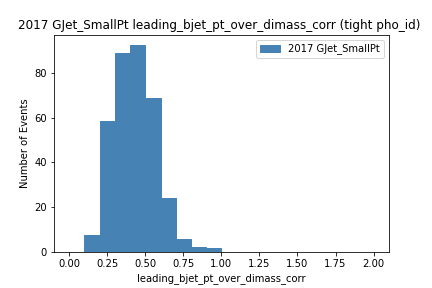 2017 GJet_SmallPt leading_bjet_pt_over_dimass_corr (tight pho_id)
2017 GJet_SmallPt
Number of Events
80
60
40
20
0
0.00 0.25 0.50 0.75 1.00 1.25 1.50 1.75 2.00
leading_bjet_pt_over_dimass_corr